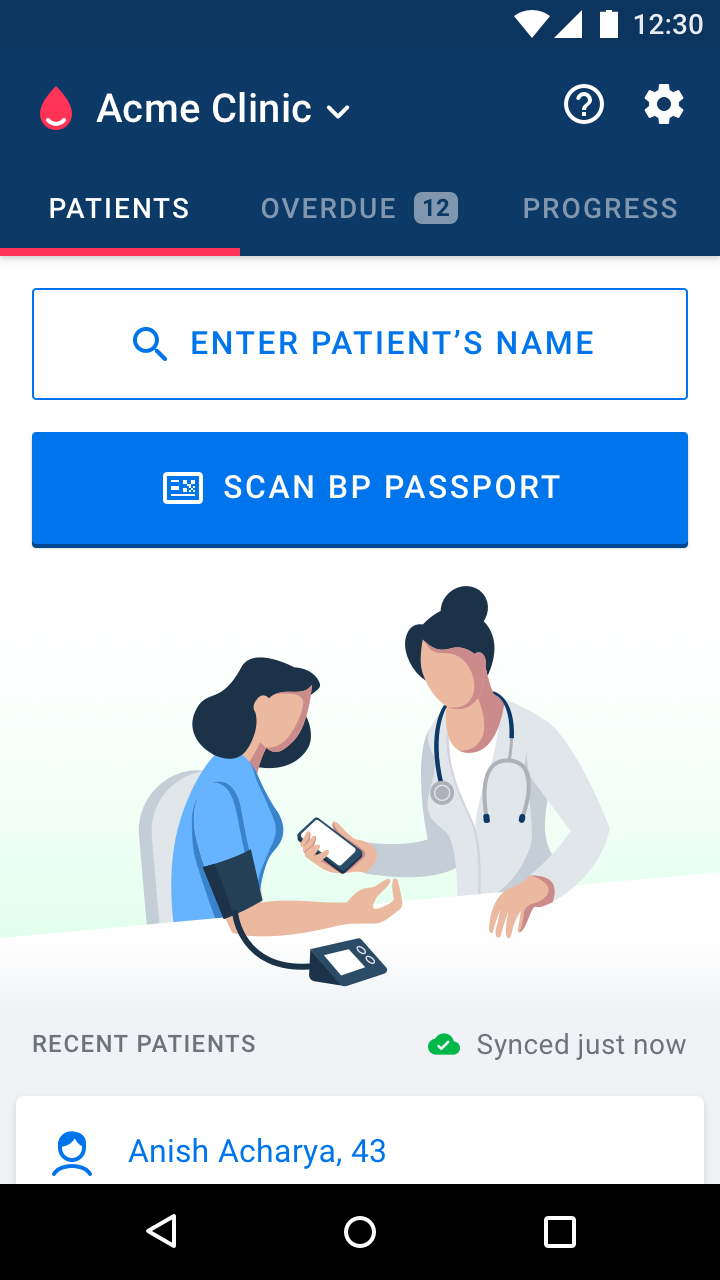 12:30
Acme Clinic
PATIENTS
OVERDUE 12
PROGRESS
ENTER PATIENT’S NAME
SCAN BP PASSPORT
RECENT PATIENTS
Synced just now
Anish Acharya, 43